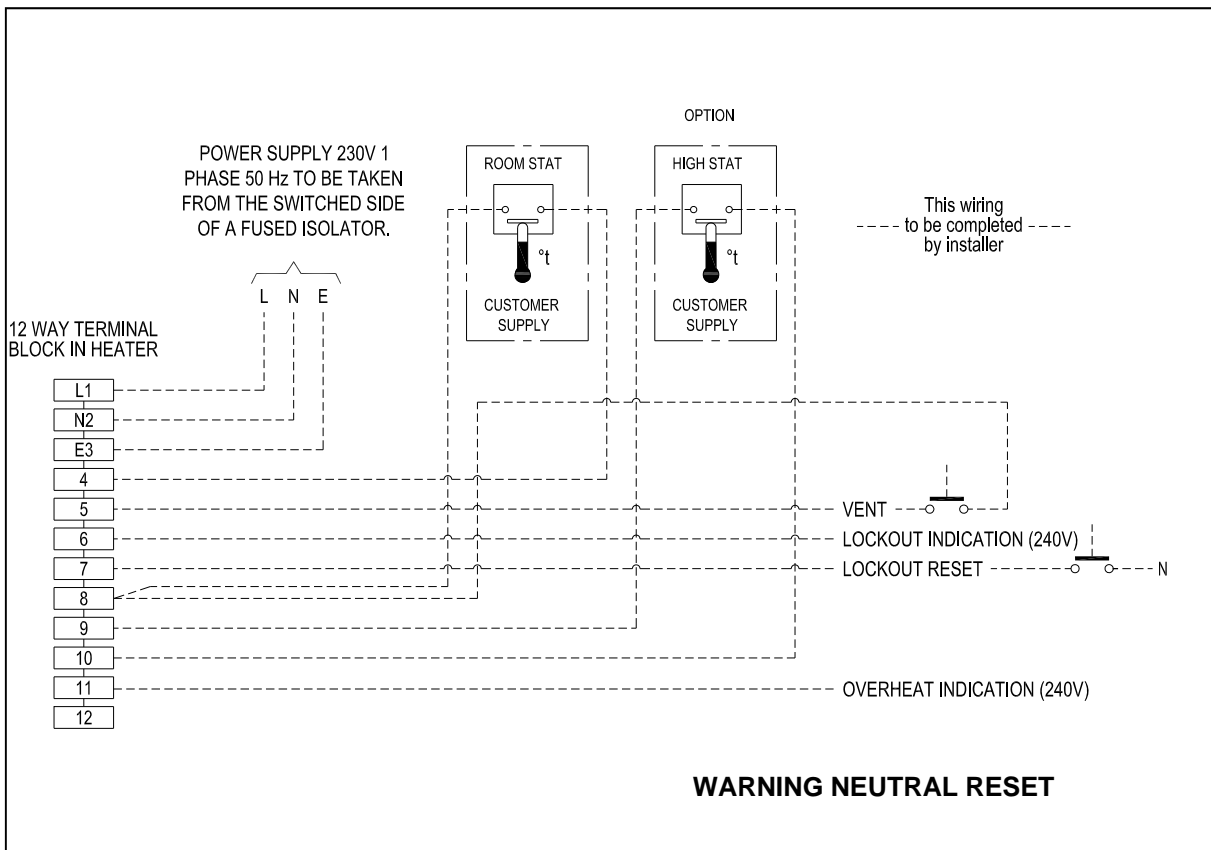 OPTION
POWER SUPPLY 230V 1
PHASE 50 Hz TO BE TAKEN
FROM THE SWITCHED SIDE
OF A FUSED ISOLATOR.
ROOM STAT
°t
CUSTOMER
SUPPLY
HIGH STAT
°t
CUSTOMER
SUPPLY
This wiring
to be completed
by installer
L N E
12 WAY TERMINAL
BLOCK IN HEATER
L1
N2
E3
4
5
VENT
6
LOCKOUT INDICATION (240V)
7
LOCKOUT RESET
N
8
9
10
11
OVERHEAT INDICATION (240V)
12
WARNING NEUTRAL RESET